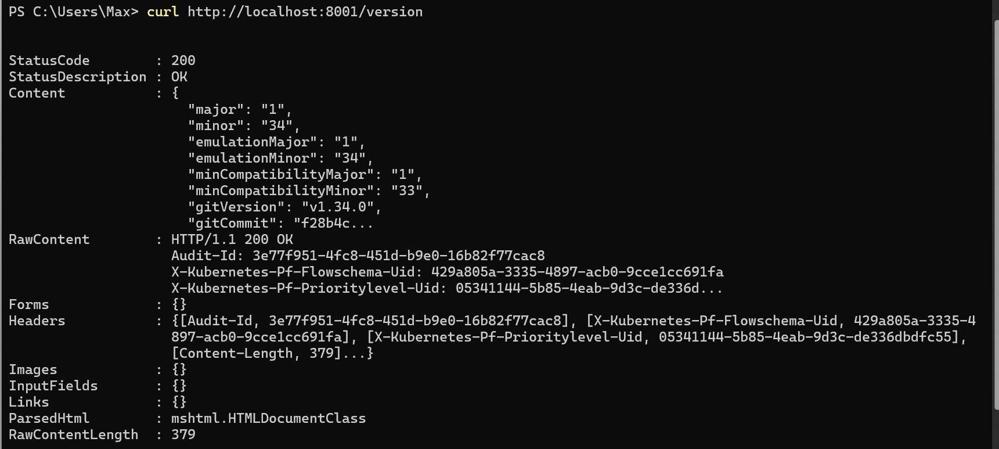 PS C:\Users\Max> curl http://localhost:8001/version
StatusCode        : 200
StatusDescription : OK
Content           : {
                      "major": "1",
                      "minor": "34",
                      "emulationMajor": "1",
                      "emulationMinor": "34",
                      "minCompatibilityMajor": "1",
                      "minCompatibilityMinor": "33",
                      "gitVersion": "v1.34.0",
                      "gitCommit": "f28b4c...
RawContent        : HTTP/1.1 200 OK
                    Audit-Id: 3e77f951-4fc8-451d-b9e0-16b82f77cac8
                    X-Kubernetes-Pf-Flowschema-Uid: 429a805a-3335-4897-acb0-9cce1cc691fa
                    X-Kubernetes-Pf-Prioritylevel-Uid: 05341144-5b85-4eab-9d3c-de336d...
Forms             : {}
Headers           : {[Audit-Id, 3e77f951-4fc8-451d-b9e0-16b82f77cac8], [X-Kubernetes-Pf-Flowschema-Uid, 429a805a-3335-4
                    897-acb0-9cce1cc691fa], [X-Kubernetes-Pf-Prioritylevel-Uid, 05341144-5b85-4eab-9d3c-de336dbdfc55],
                    [Content-Length, 379]...}
Images            : {}
InputFields       : {}
Links             : {}
ParsedHtml        : mshtml.HTMLDocumentClass
RawContentLength  : 379